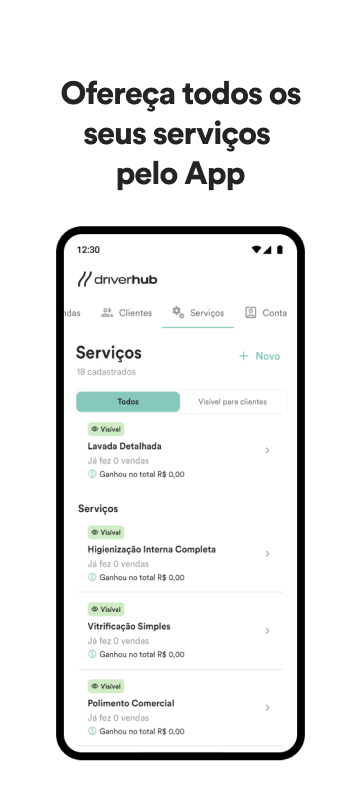 Ofereça todos os
seus serviços
pelo App
12:30
driverhub
ndas Clientes Serviços Conta
Serviços
+ Novo
18 cadastrados
Todos Visível para clientes
Visível
Lavada Detalhada
Já fez 0 vendas
Ganhou no total R$ 0,00
Serviços
Visível
Higienização Interna Completa
Já fez 0 vendas
Ganhou no total R$ 0,00
Visível
Vitrificação Simples
Já fez 0 vendas
Ganhou no total R$ 0,00
Visível
Polimento Comercial
Já fez 0 vendas
Ganhou no total R$ 0,00